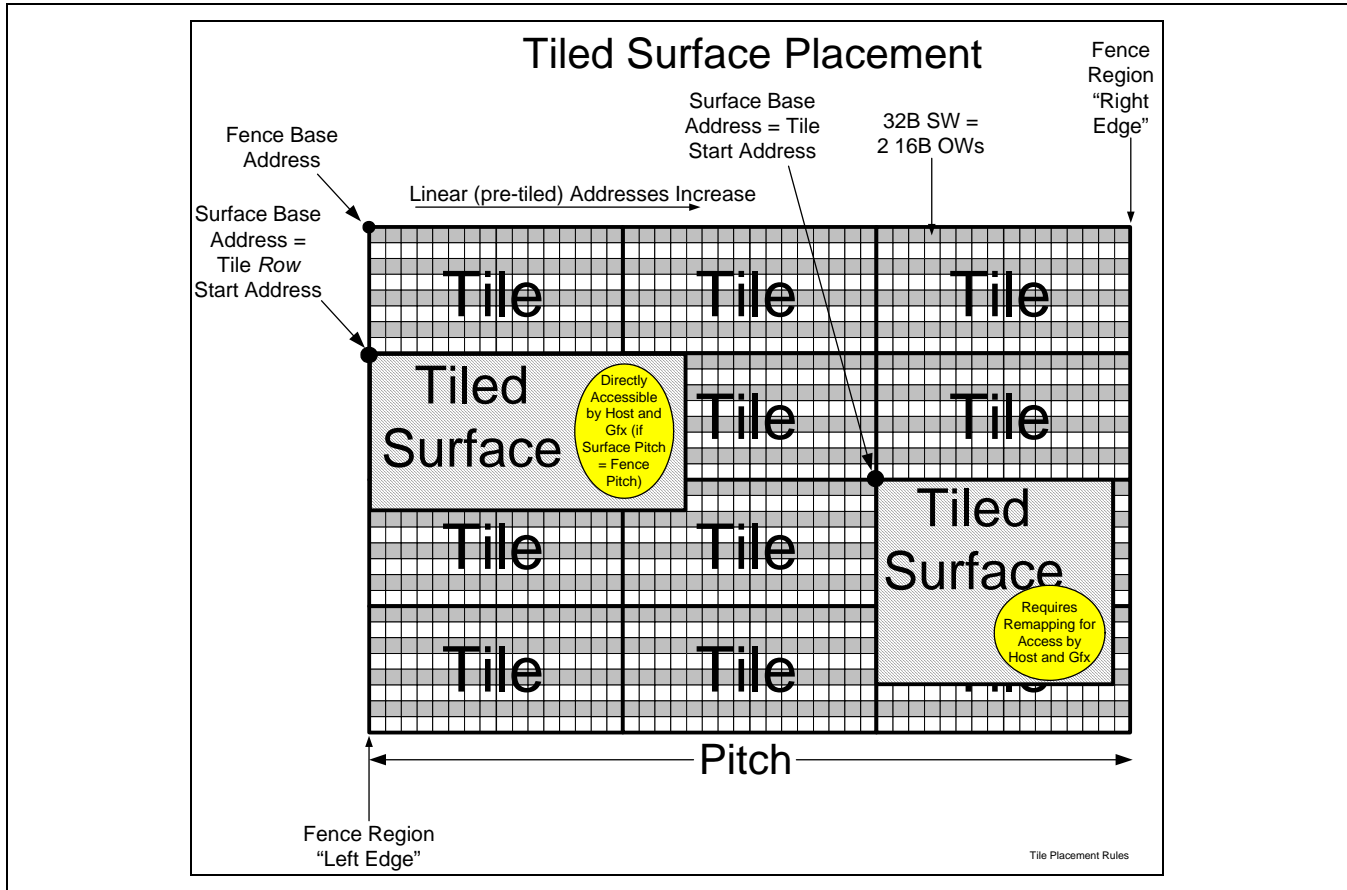 Tiled Surface Placement
Fence
Region
“Right
Edge”
Surface Base
Address = Tile
Start Address
32B SW =
2 16B OWs
Fence Base
Address
Linear (pre-tiled) Addresses Increase
Surface Base
Address =
Tile Row
Start Address
Tile
Tile
Tile
Tiled
Surface
Directly
Accessible
by Host and
Gfx (if
Surface Pitch
= Fence
Pitch)
Tile
Tile
Tile
Tile
Tiled
Surface
Requires
Remapping for
Access by
Host and Gfx
Tile
Tile
Tile
Pitch
Fence Region
“Left Edge”
Tile Placement Rules